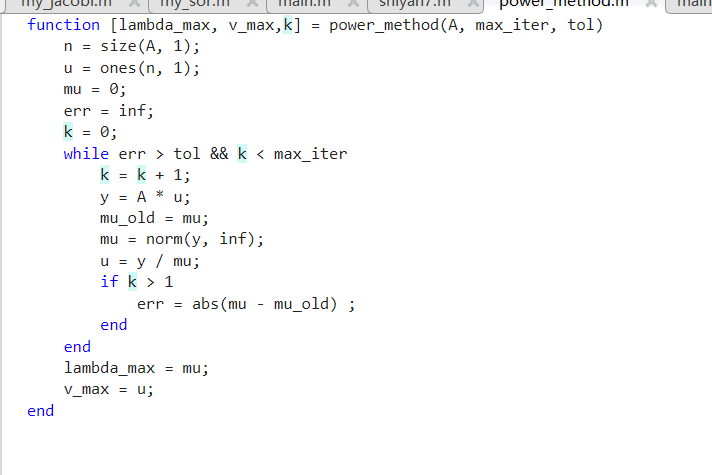 my_jacobi.m my_sor.m main.m shiyan7.m power_method.m main
function [lambda_max, v_max,k] = power_method(A, max_iter, tol)
n = size(A, 1);
u = ones(n, 1);
mu = 0;
err = inf;
k = 0;
while err > tol && k < max_iter
k = k + 1;
y = A * u;
mu_old = mu;
mu = norm(y, inf);
u = y / mu;
if k > 1
err = abs(mu - mu_old) ;
end
end
lambda_max = mu;
v_max = u;
end